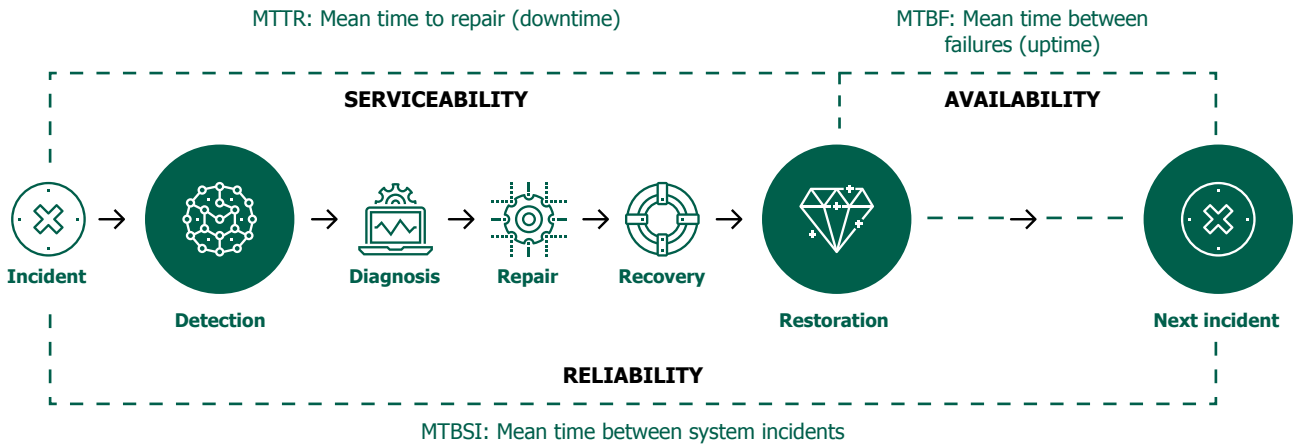 MTTR: Mean time to repair (downtime)
MTBF: Mean time between
failures (uptime)
SERVICEABILITY
AVAILABILITY
Incident
Detection
Diagnosis
Repair
Recovery
Restoration
Next incident
RELIABILITY
MTBSI: Mean time between system incidents